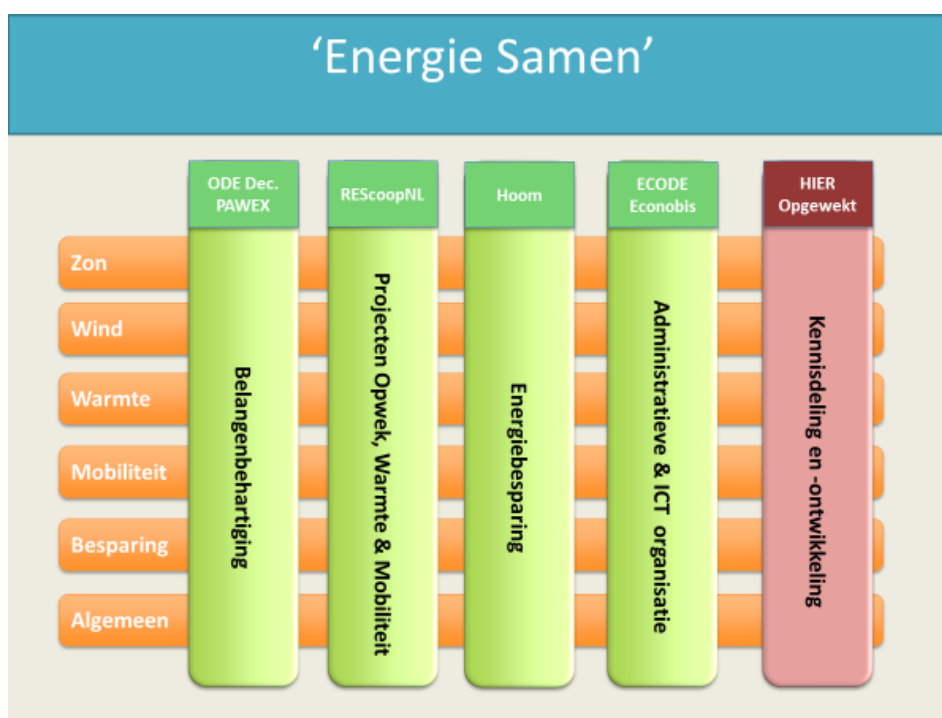 ‘Energie Samen’
ODE Dec.
PAWEX
REScoopNL
Hoom
ECODE
Econobis
HIER
Opgewekt
Zon
Wind
Warmte
Mobiliteit
Besparing
Algemeen
Belangenbehartiging
Projecten Opwek, Warmte & Mobiliteit
Energiebesparing
Administratieve & ICT organisatie
Kennisdeling en -ontwikkeling